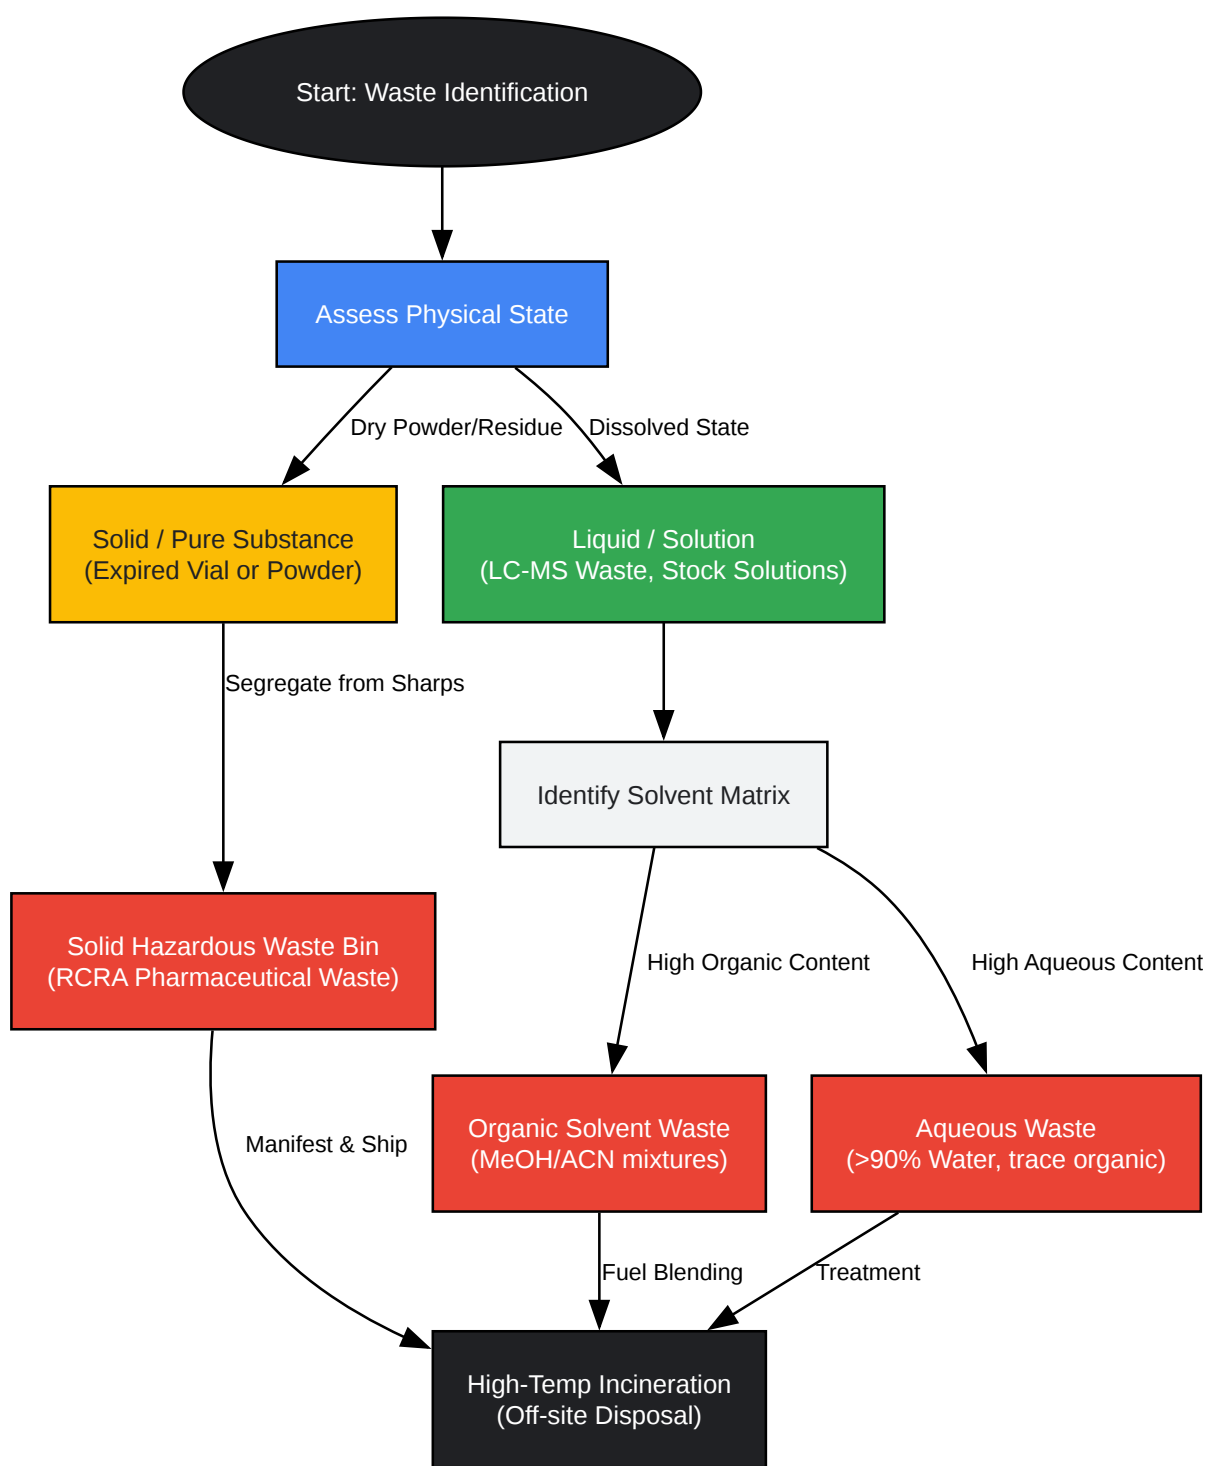 Start: Waste Identification
Assess Physical State
Dry Powder/Residue
Dissolved State
Solid / Pure Substance
(Expired Vial or Powder)
Liquid / Solution
(LC-MS Waste, Stock Solutions)
Segregate from Sharps
Identify Solvent Matrix
Solid Hazardous Waste Bin
(RCRA Pharmaceutical Waste)
High Organic Content
High Aqueous Content
Manifest & Ship
Organic Solvent Waste
(MeOH/ACN mixtures)
Aqueous Waste
(>90% Water, trace organic)
Fuel Blending
Treatment
High-Temp Incineration
(Off-site Disposal)